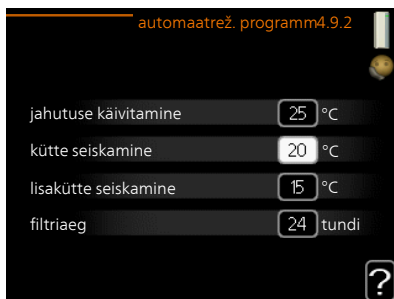 automaatrež. programm4.9.2
jahutuse käivitamine 25 °C
kütte seiskamine 20 °C
lisakütte seiskamine 15 °C
filtriaeg 24 tundi
?